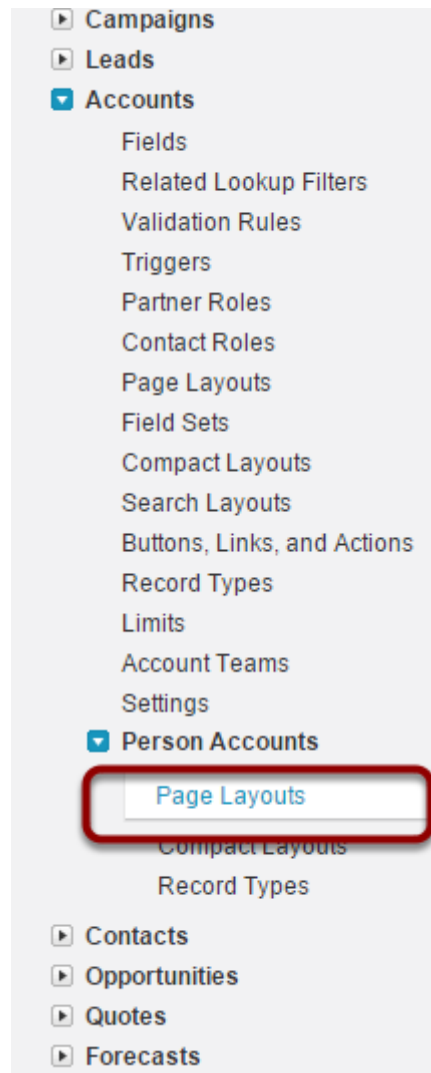 Campaigns
Leads
Accounts
Fields
Related Lookup Filters
Validation Rules
Triggers
Partner Roles
Contact Roles
Page Layouts
Field Sets
Compact Layouts
Search Layouts
Buttons, Links, and Actions
Record Types
Limits
Account Teams
Settings
Person Accounts
Page Layouts
Compact Layouts
Record Types
Contacts
Opportunities
Quotes
Forecasts